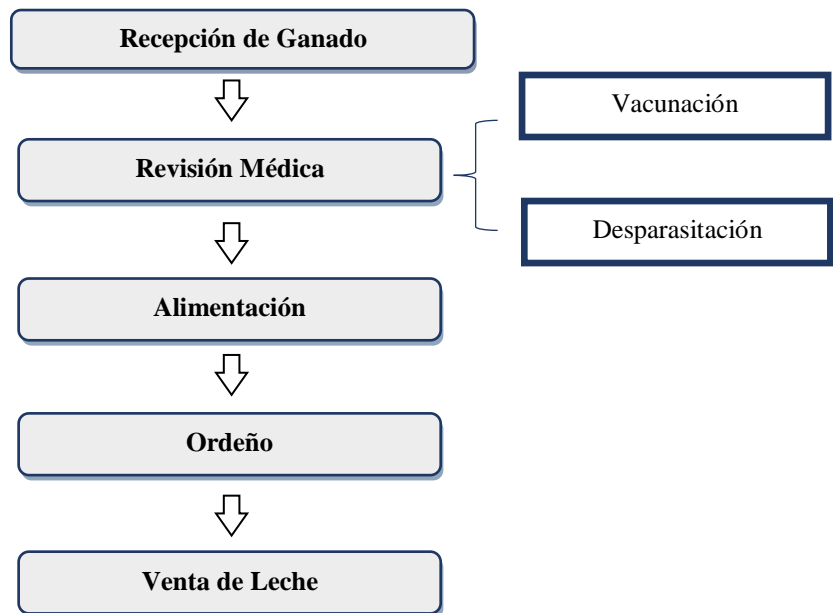 Recepción de Ganado
Vacunación
Revisión Médica
Desparasitación
Alimentación
Ordeño
Venta de Leche